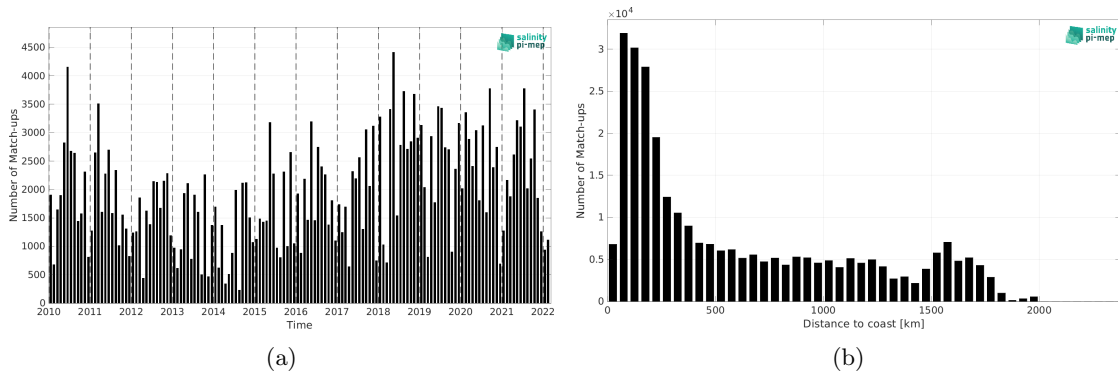 salinity
pi-mep
Number of Match-ups
4500
4000
3500
3000
2500
2000
1500
1000
500
0
2010 2011 2012 2013 2014 2015 2016 2017 2018 2019 2020 2021 2022
Time
(a)
×10⁴
salinity
pi-mep
Number of Match-ups
3
2.5
2
1.5
1
0.5
0
0 500 1000 1500 2000
Distance to coast [km]
(b)